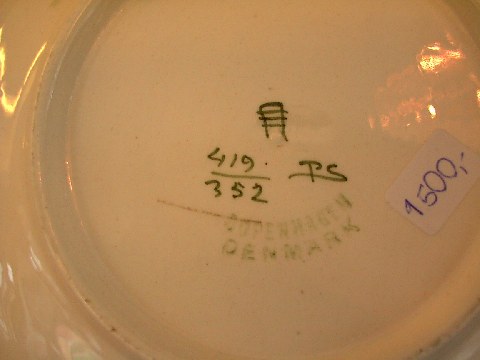 419. PS
352
COPENHAGEN
DENMARK
1500,-